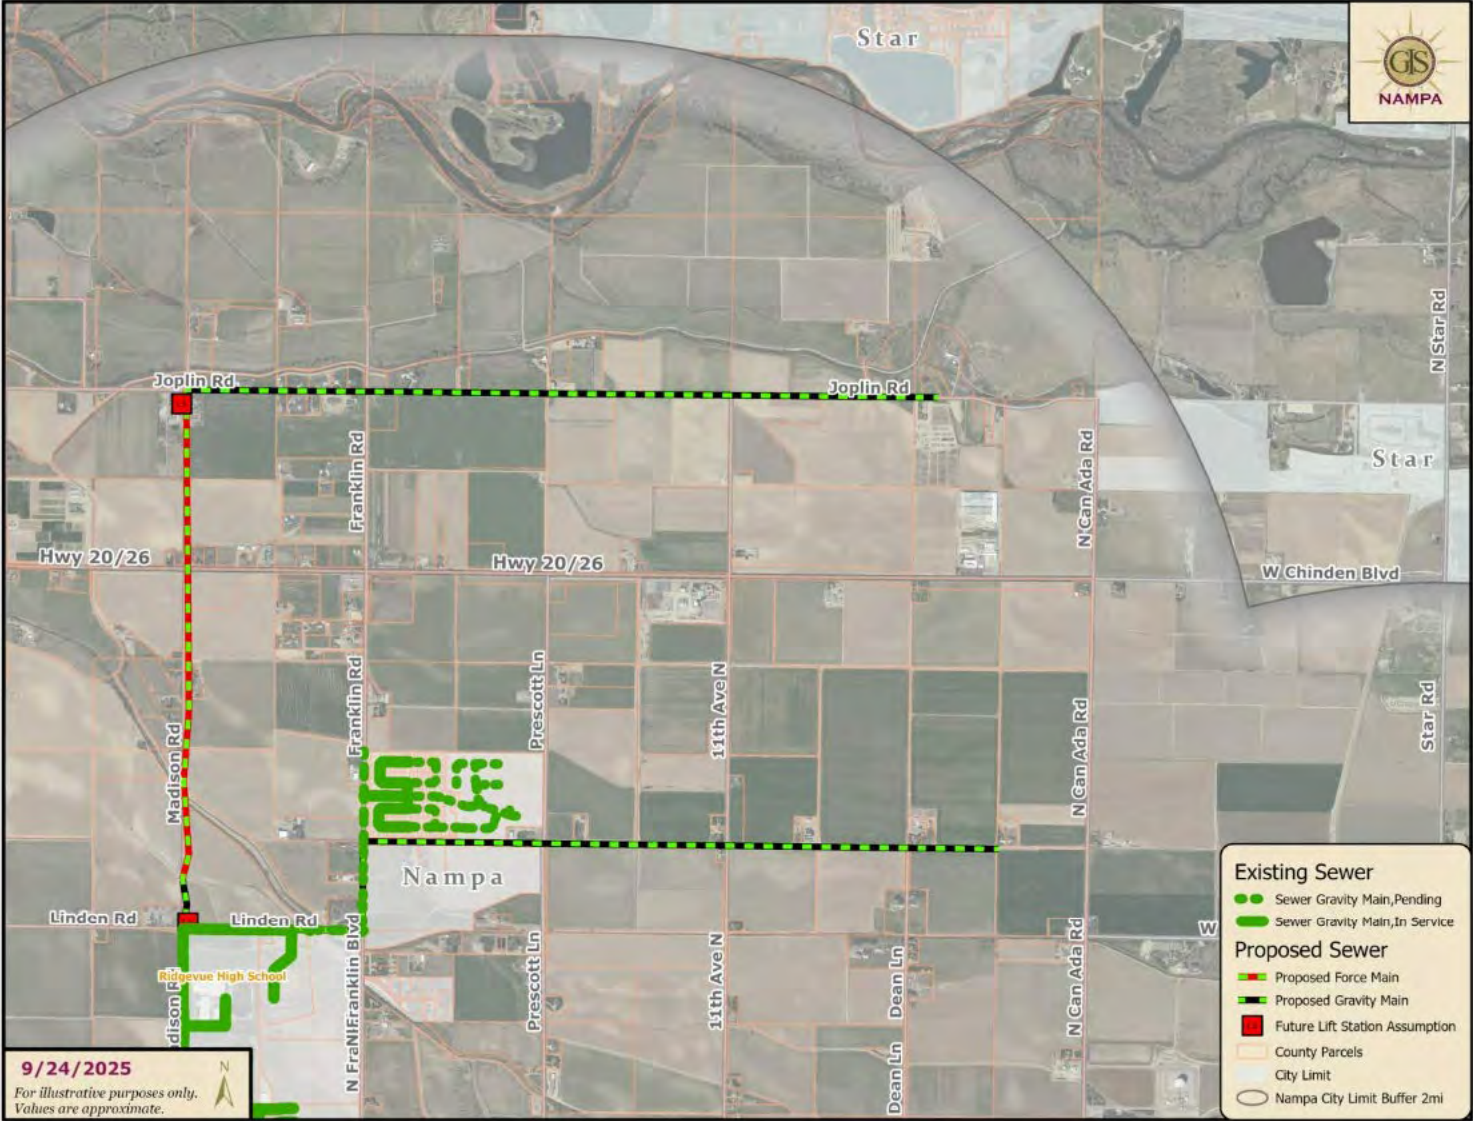 Star
GIS
NAMPA
N Star Rd
Joplin Rd
Joplin Rd
Franklin Rd
N Can Ada Rd
Star
Hwy 20/26
Hwy 20/26
W Chinden Blvd
Madison Rd
Franklin Rd
Prescott Ln
11th Ave N
N Can Ada Rd
Star Rd
Nampa
Linden Rd
Linden Rd
W
Ridgevue High School
adison R
N FraNlFranklin Blvd
Prescott Ln
11th Ave N
Dean Ln
Dean Ln
N Can Ada Rd
Existing Sewer
Sewer Gravity Main,Pending
Sewer Gravity Main,In Service
Proposed Sewer
Proposed Force Main
Proposed Gravity Main
Future Lift Station Assumption
County Parcels
City Limit
Nampa City Limit Buffer 2mi
9/24/2025
N
For illustrative purposes only.
Values are approximate.